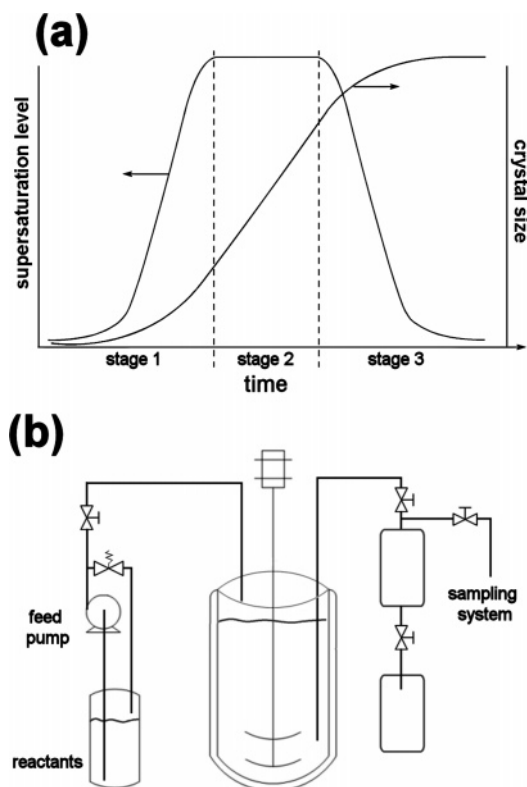 (a)
supersaturation level
crystal size
stage 1
stage 2
stage 3
time
(b)
feed
pump
reactants
sampling
system